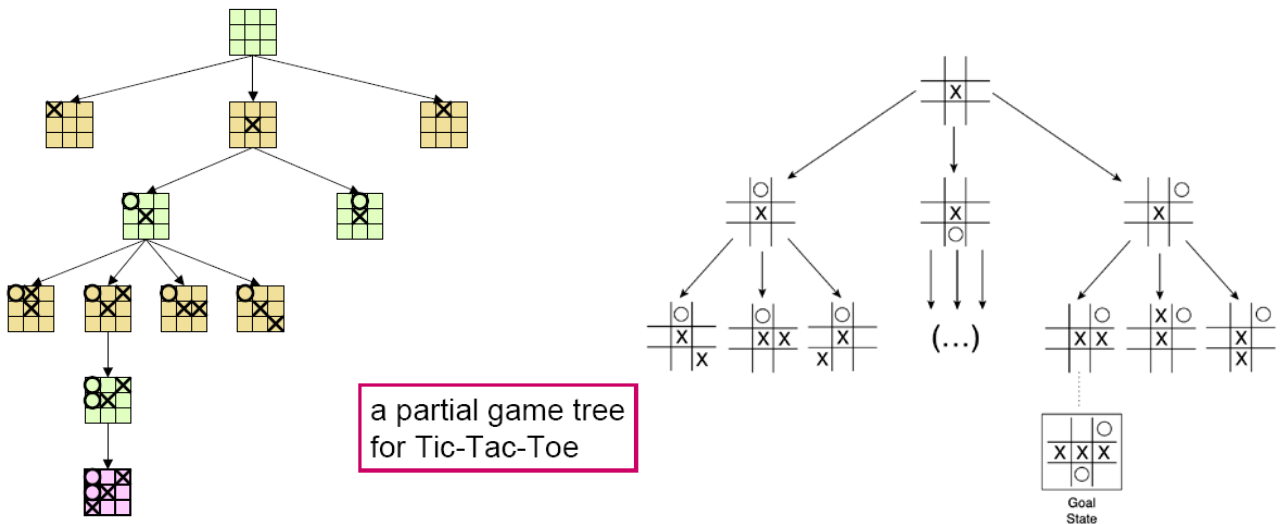 a partial game tree
for Tic-Tac-Toe
X
X
X
X
X
X
X
X X
X
X
X X
X
X
X
X
(...)
X X X
Goal
State